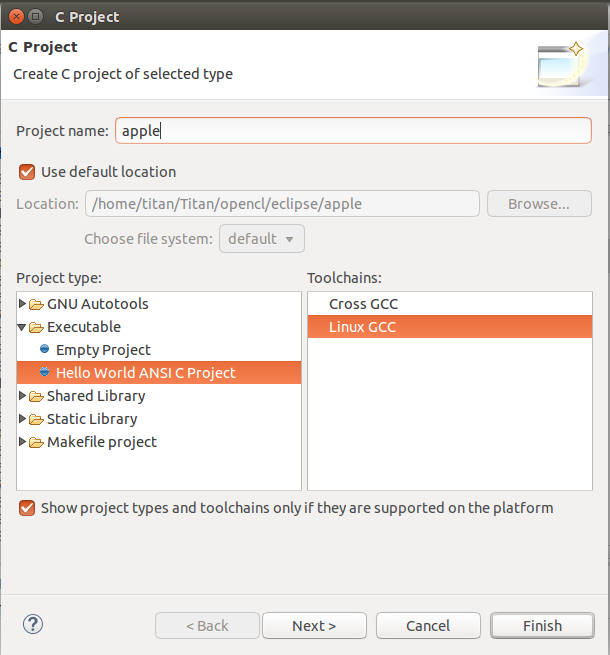 C Project
C Project
Create C project of selected type
Project name: apple
Use default location
Location: /home/titan/Titan/opencl/eclipse/apple Browse...
Choose file system: default
Project type: Toolchains:
GNU Autotools Cross GCC
Executable Linux GCC
Empty Project
Hello World ANSI C Project
Shared Library
Static Library
Makefile project
Show project types and toolchains only if they are supported on the platform
? < Back Next > Cancel Finish